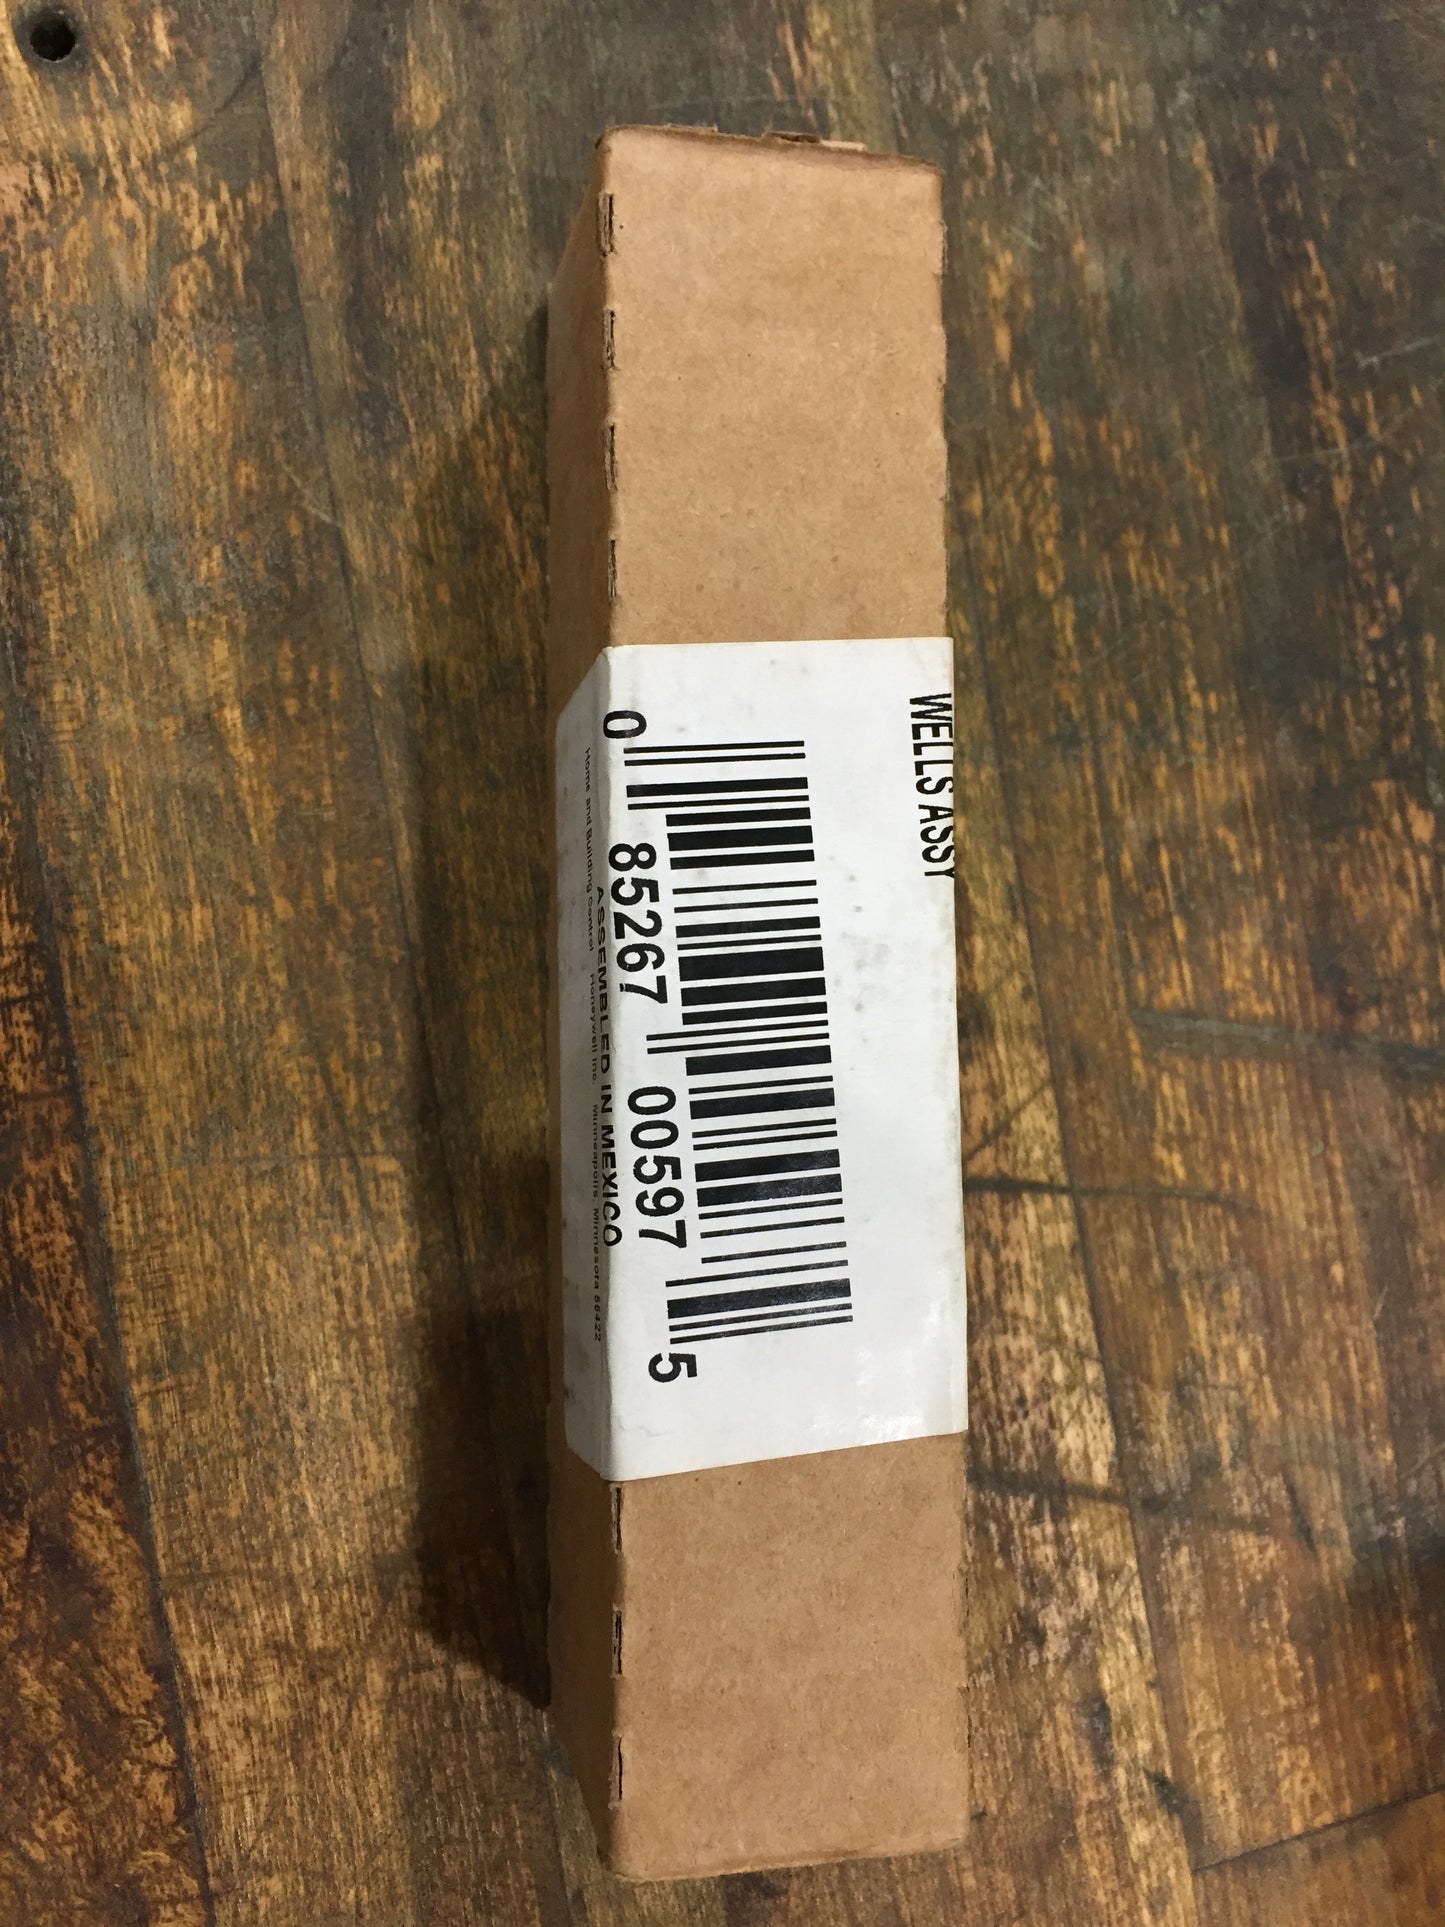 WELLS ASSY
0 85267 00597 5
ASSEMBLED IN MEXICO
Home and Building Control Honeywell Inc. Minneapolis, Minnesota 55422